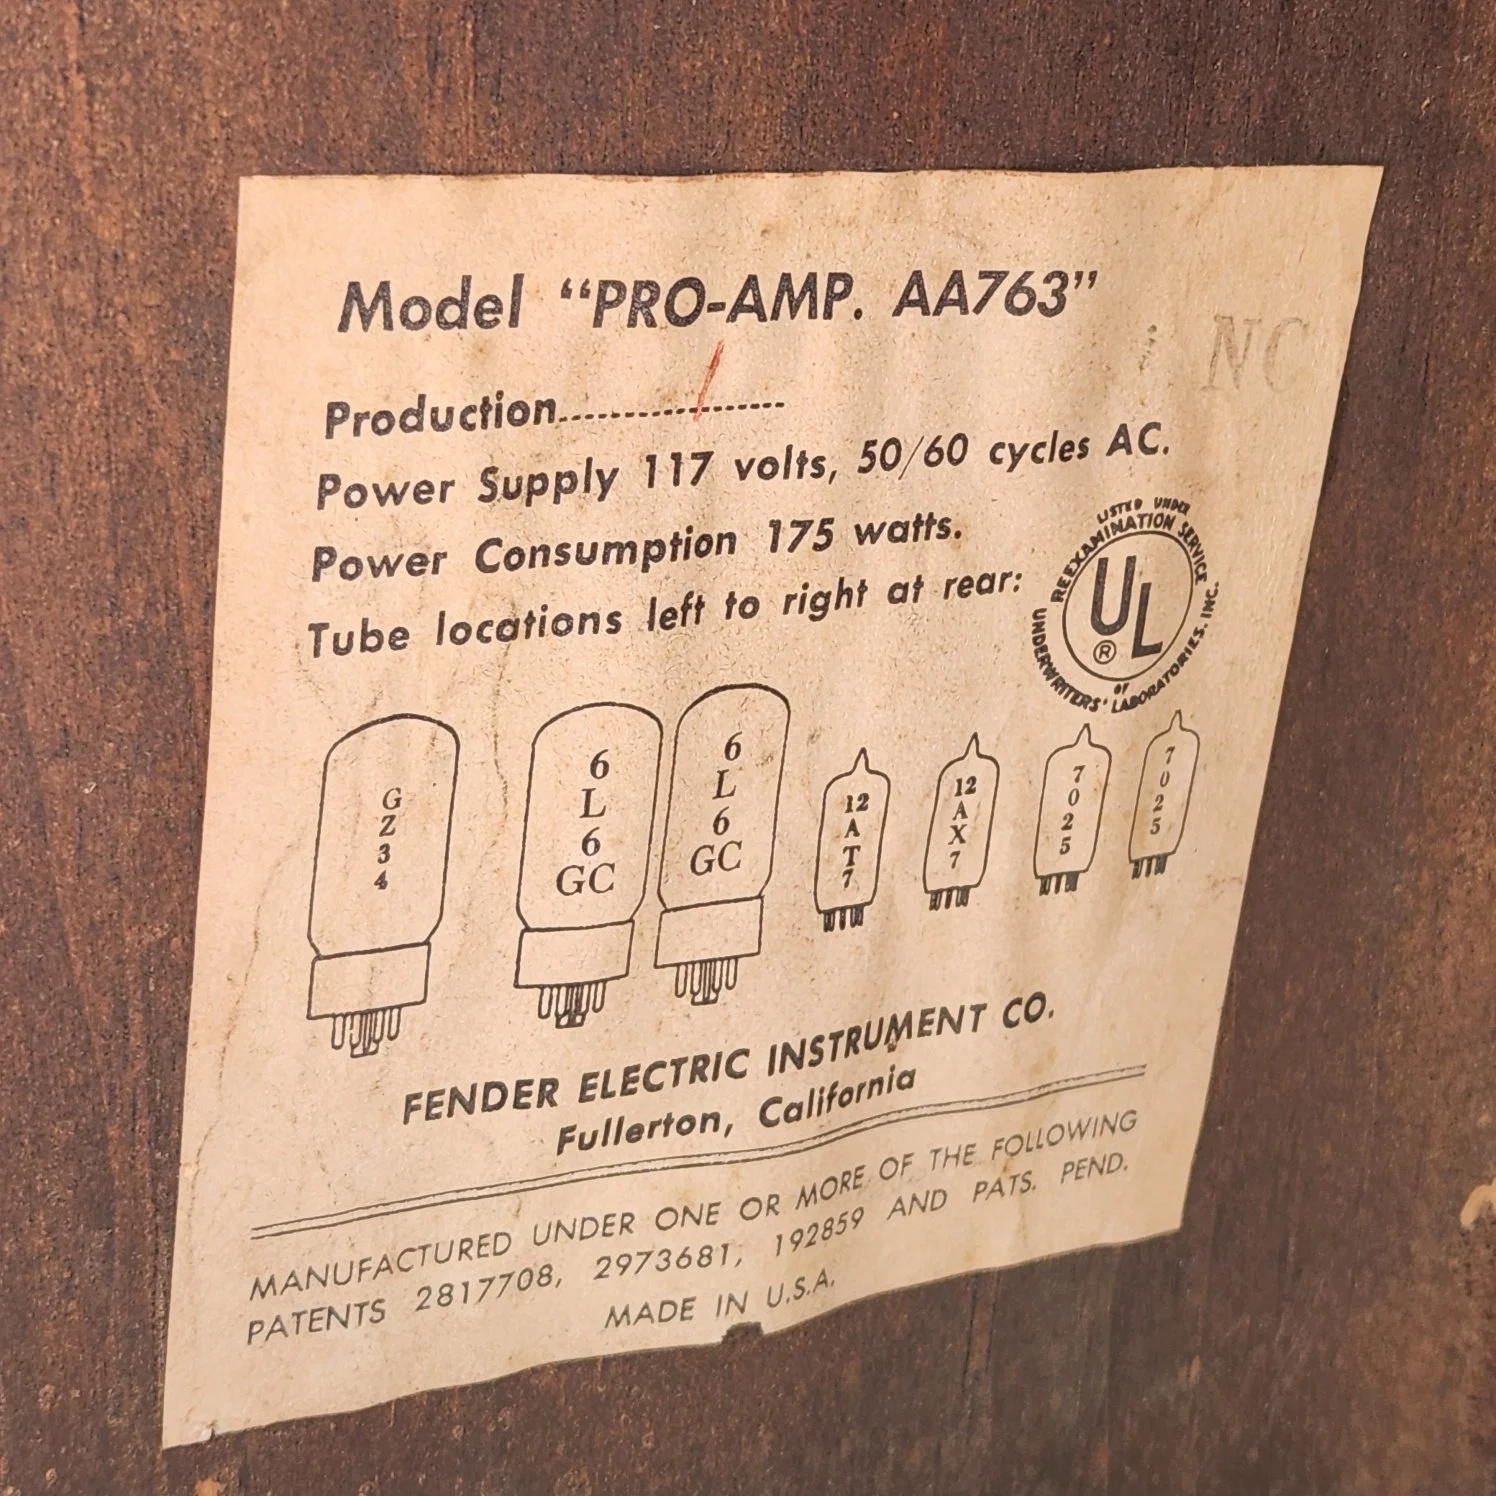 Model “PRO-AMP. AA763”
NC
Production....................
Power Supply 117 volts, 50/60 cycles AC.
Power Consumption 175 watts.
Tube locations left to right at rear:
LISTED UNDER
REEXAMINATION SERVICE
UL
®
OF
UNDERWRITERS' LABORATORIES, INC.
GZ34
6L6GC
6L6GC
12AT7
12AX7
7025
7025
FENDER ELECTRIC INSTRUMENT CO.
Fullerton, California
MANUFACTURED UNDER ONE OR MORE OF THE FOLLOWING
PATENTS 2817708, 2973681, 192859 AND PATS. PEND.
MADE IN U.S.A.